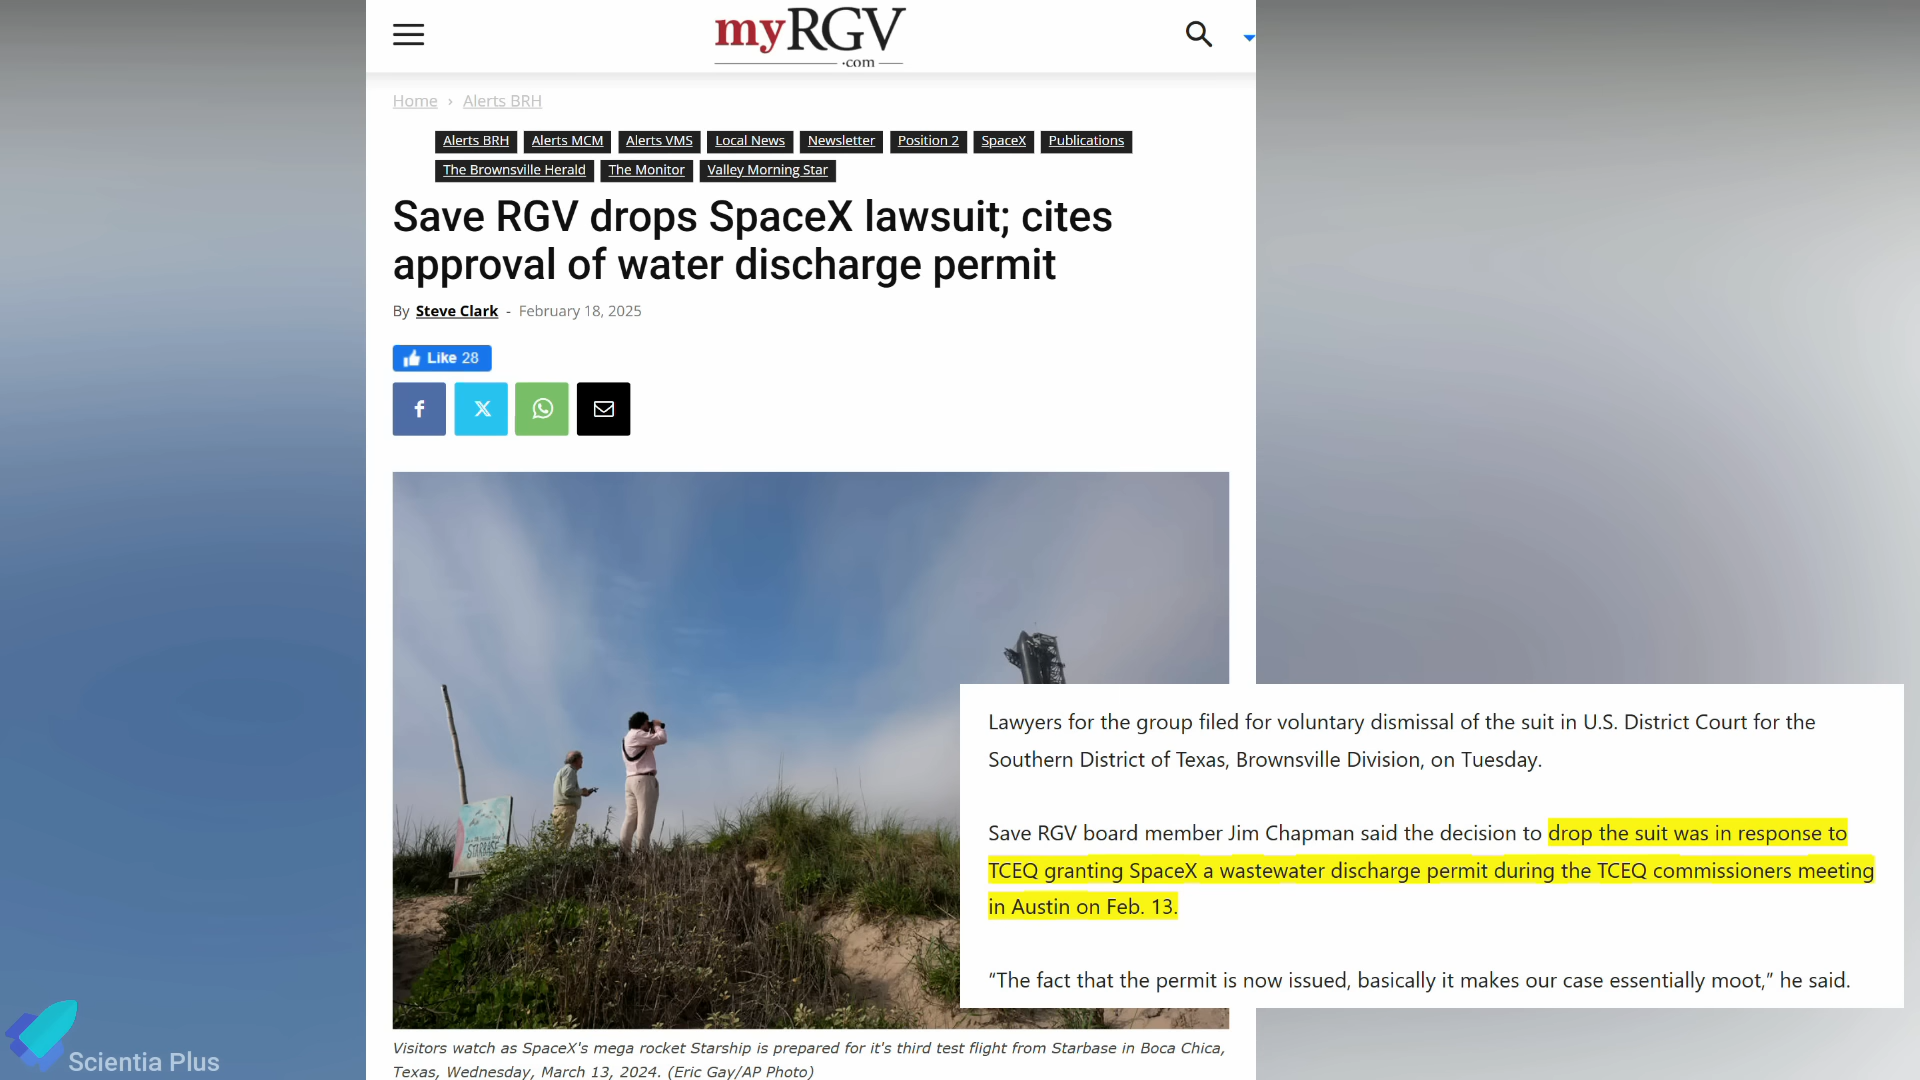 myRGV
.com
Home › Alerts BRH
Alerts BRH Alerts MCM Alerts VMS Local News Newsletter Position 2 SpaceX Publications
The Brownsville Herald The Monitor Valley Morning Star
Save RGV drops SpaceX lawsuit; cites
approval of water discharge permit
By Steve Clark - February 18, 2025
Like 28
STARBASE
Lawyers for the group filed for voluntary dismissal of the suit in U.S. District Court for the
Southern District of Texas, Brownsville Division, on Tuesday.
Save RGV board member Jim Chapman said the decision to drop the suit was in response to
TCEQ granting SpaceX a wastewater discharge permit during the TCEQ commissioners meeting
in Austin on Feb. 13.
“The fact that the permit is now issued, basically it makes our case essentially moot,” he said.
Visitors watch as SpaceX's mega rocket Starship is prepared for it's third test flight from Starbase in Boca Chica,
Texas, Wednesday, March 13, 2024. (Eric Gay/AP Photo)
Scientia Plus